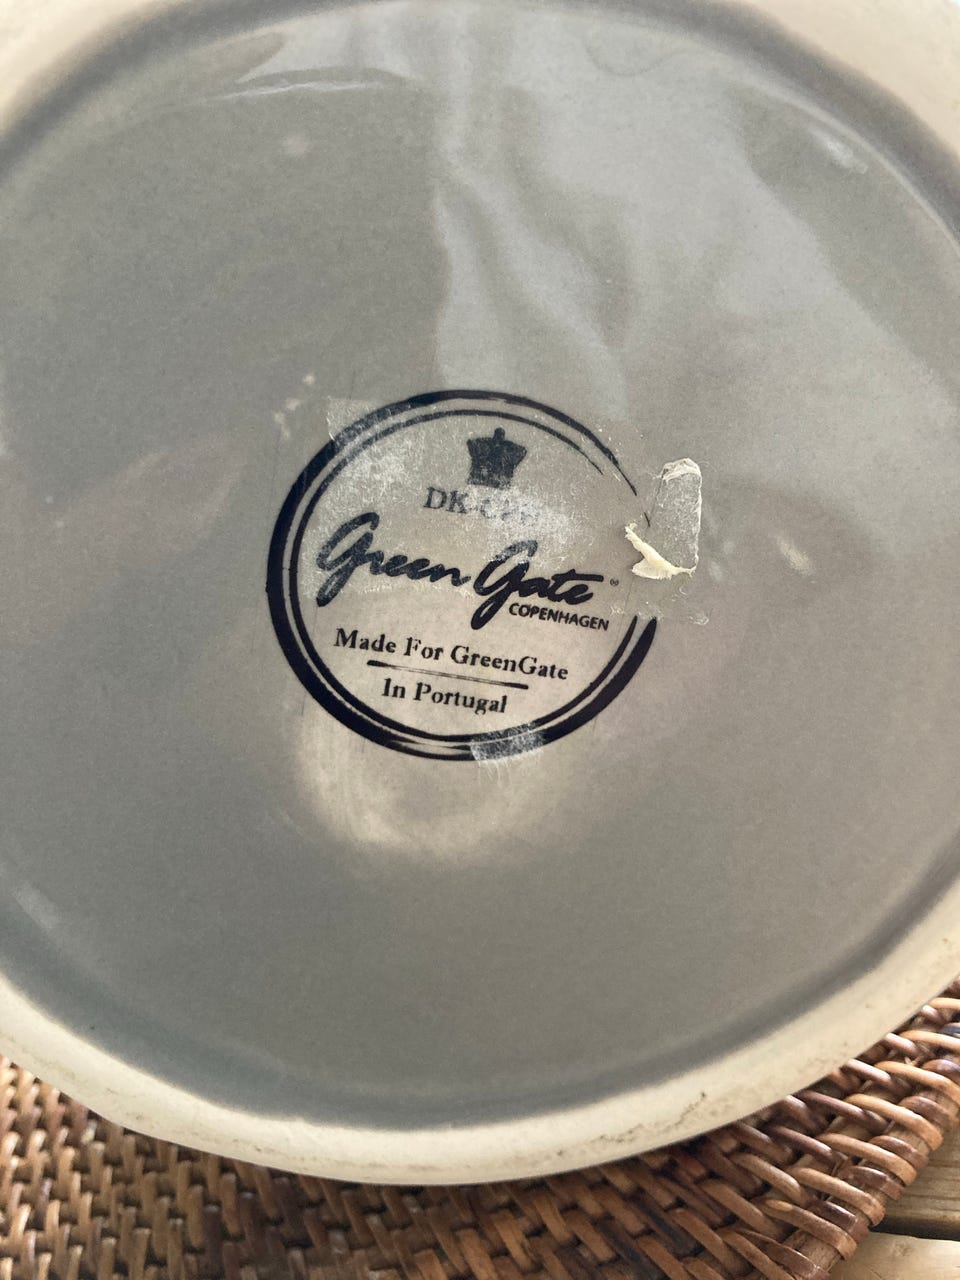 Green Gate®
COPENHAGEN
Made For GreenGate
In Portugal